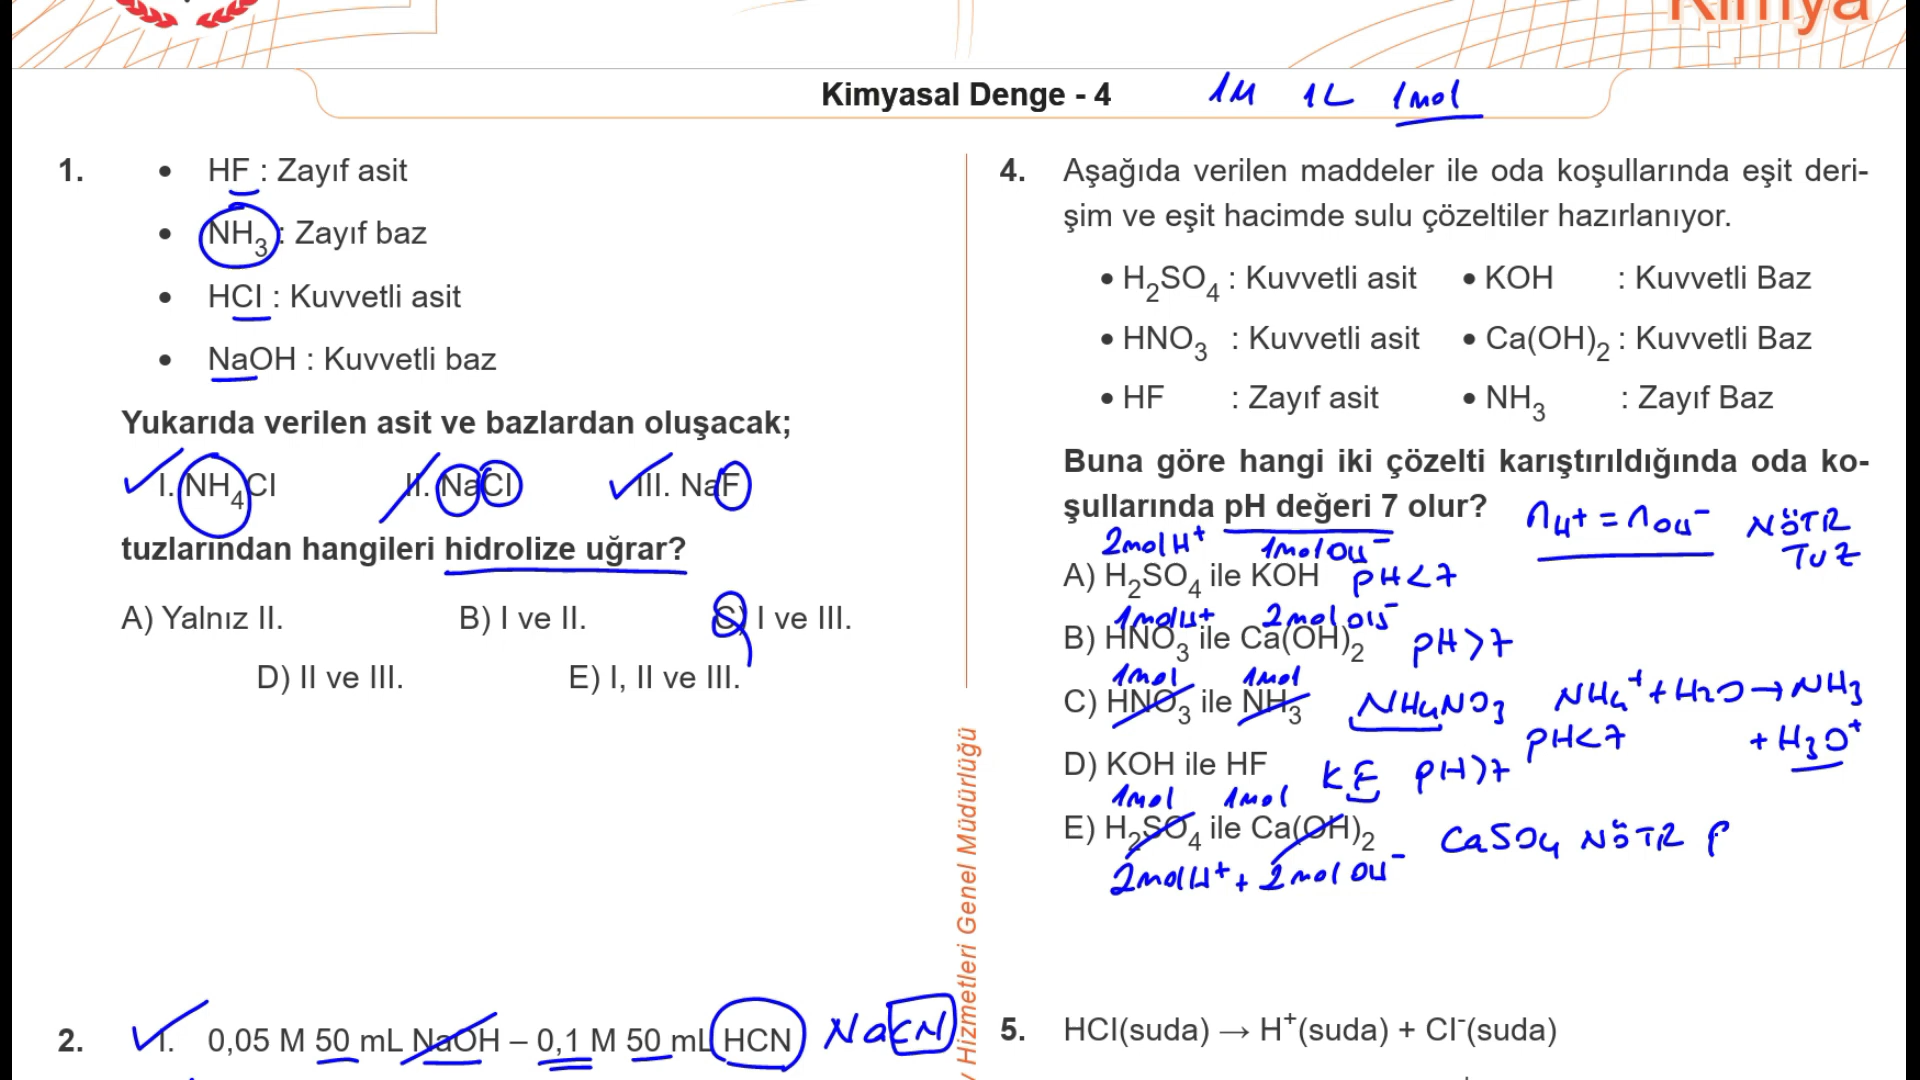 Kimya
Kimyasal Denge - 4
1M 1L 1mol
1.
• HF : Zayıf asit
• NH3 : Zayıf baz
• HCI : Kuvvetli asit
• NaOH : Kuvvetli baz
Yukarıda verilen asit ve bazlardan oluşacak;
I. NH4CI II. NaCI III. NaF
tuzlarından hangileri hidrolize uğrar?
A) Yalnız II. B) I ve II. C) I ve III.
D) II ve III. E) I, II ve III.
2. I. 0,05 M 50 mL NaOH – 0,1 M 50 mL HCN NaCN
Hizmetleri Genel Müdürlüğü
4. Aşağıda verilen maddeler ile oda koşullarında eşit deri-
şim ve eşit hacimde sulu çözeltiler hazırlanıyor.
• H2SO4 : Kuvvetli asit • KOH : Kuvvetli Baz
• HNO3 : Kuvvetli asit • Ca(OH)2 : Kuvvetli Baz
• HF : Zayıf asit • NH3 : Zayıf Baz
Buna göre hangi iki çözelti karıştırıldığında oda ko-
şullarında pH değeri 7 olur?
nH+ = nOH- NÖTR
TUZ
2mol H+ 1mol OH-
A) H2SO4 ile KOH pH<7
1mol H+ 2mol OH-
B) HNO3 ile Ca(OH)2 pH>7
1mol 1mol
C) HNO3 ile NH3 NH4NO3 NH4+ + H2O → NH3
pH<7 + H3O+
D) KOH ile HF KF pH>7
1mol 1mol
E) H2SO4 ile Ca(OH)2 CaSO4 NÖTR P
2mol H+ + 2mol OH-
5. HCI(suda) → H+(suda) + CI-(suda)